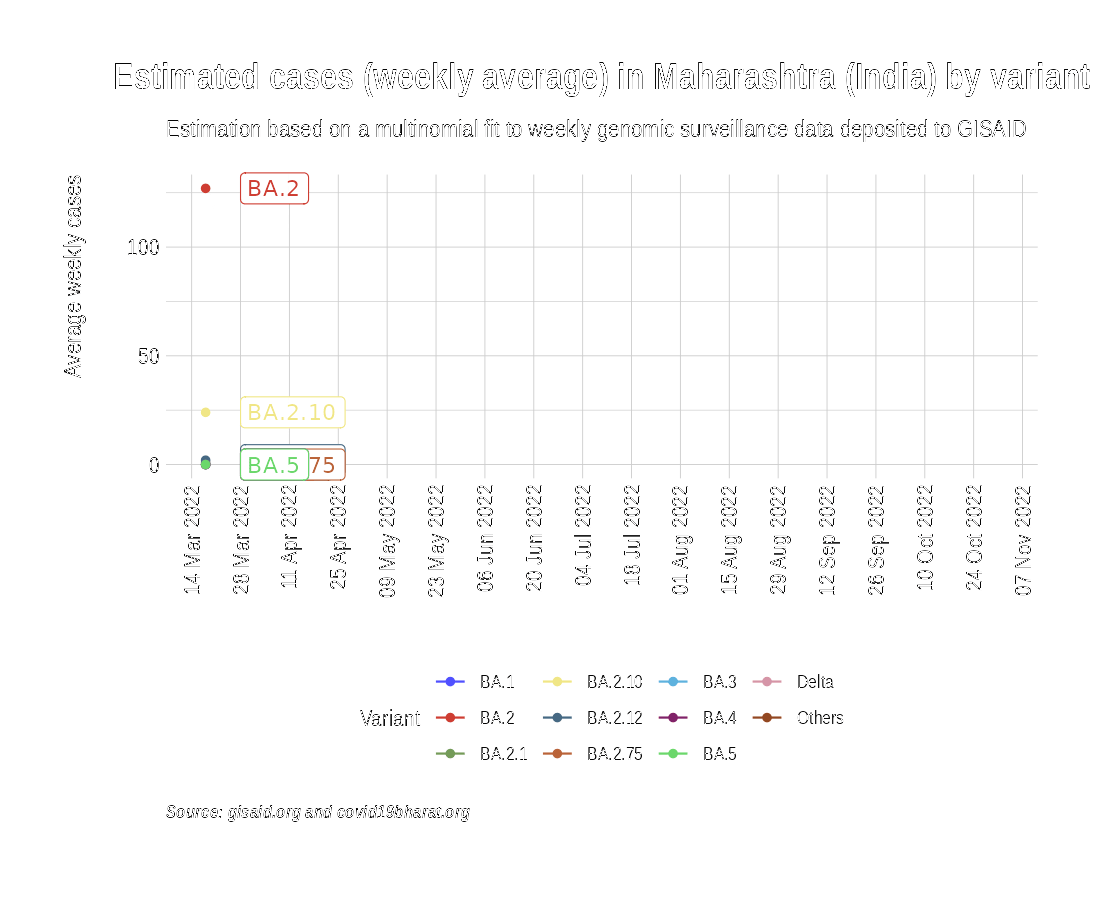 Estimated cases (weekly average) in Maharashtra (India) by variant
Estimation based on a multinomial fit to weekly genomic surveillance data deposited to GISAID
Average weekly cases
100
50
0
BA.2
BA.2.10
BA.5
75
14 Mar 2022
28 Mar 2022
11 Apr 2022
25 Apr 2022
09 May 2022
23 May 2022
06 Jun 2022
20 Jun 2022
04 Jul 2022
18 Jul 2022
01 Aug 2022
15 Aug 2022
29 Aug 2022
12 Sep 2022
26 Sep 2022
10 Oct 2022
24 Oct 2022
07 Nov 2022
Variant
BA.1
BA.2
BA.2.1
BA.2.10
BA.2.12
BA.2.75
BA.3
BA.4
BA.5
Delta
Others
Source: gisaid.org and covid19bharat.org